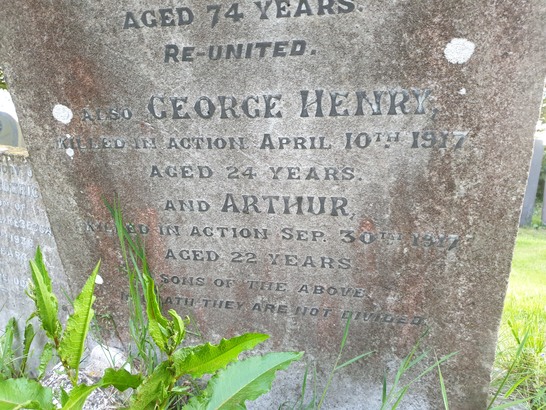 AGED 74 YEARS.
RE-UNITED.
ALSO GEORGE HENRY,
KILLED IN ACTION APRIL 10TH 1917
AGED 24 YEARS.
AND ARTHUR,
KILLED IN ACTION SEP. 30TH 1917
AGED 22 YEARS
SONS OF THE ABOVE
IN DEATH THEY ARE NOT DIVIDED.